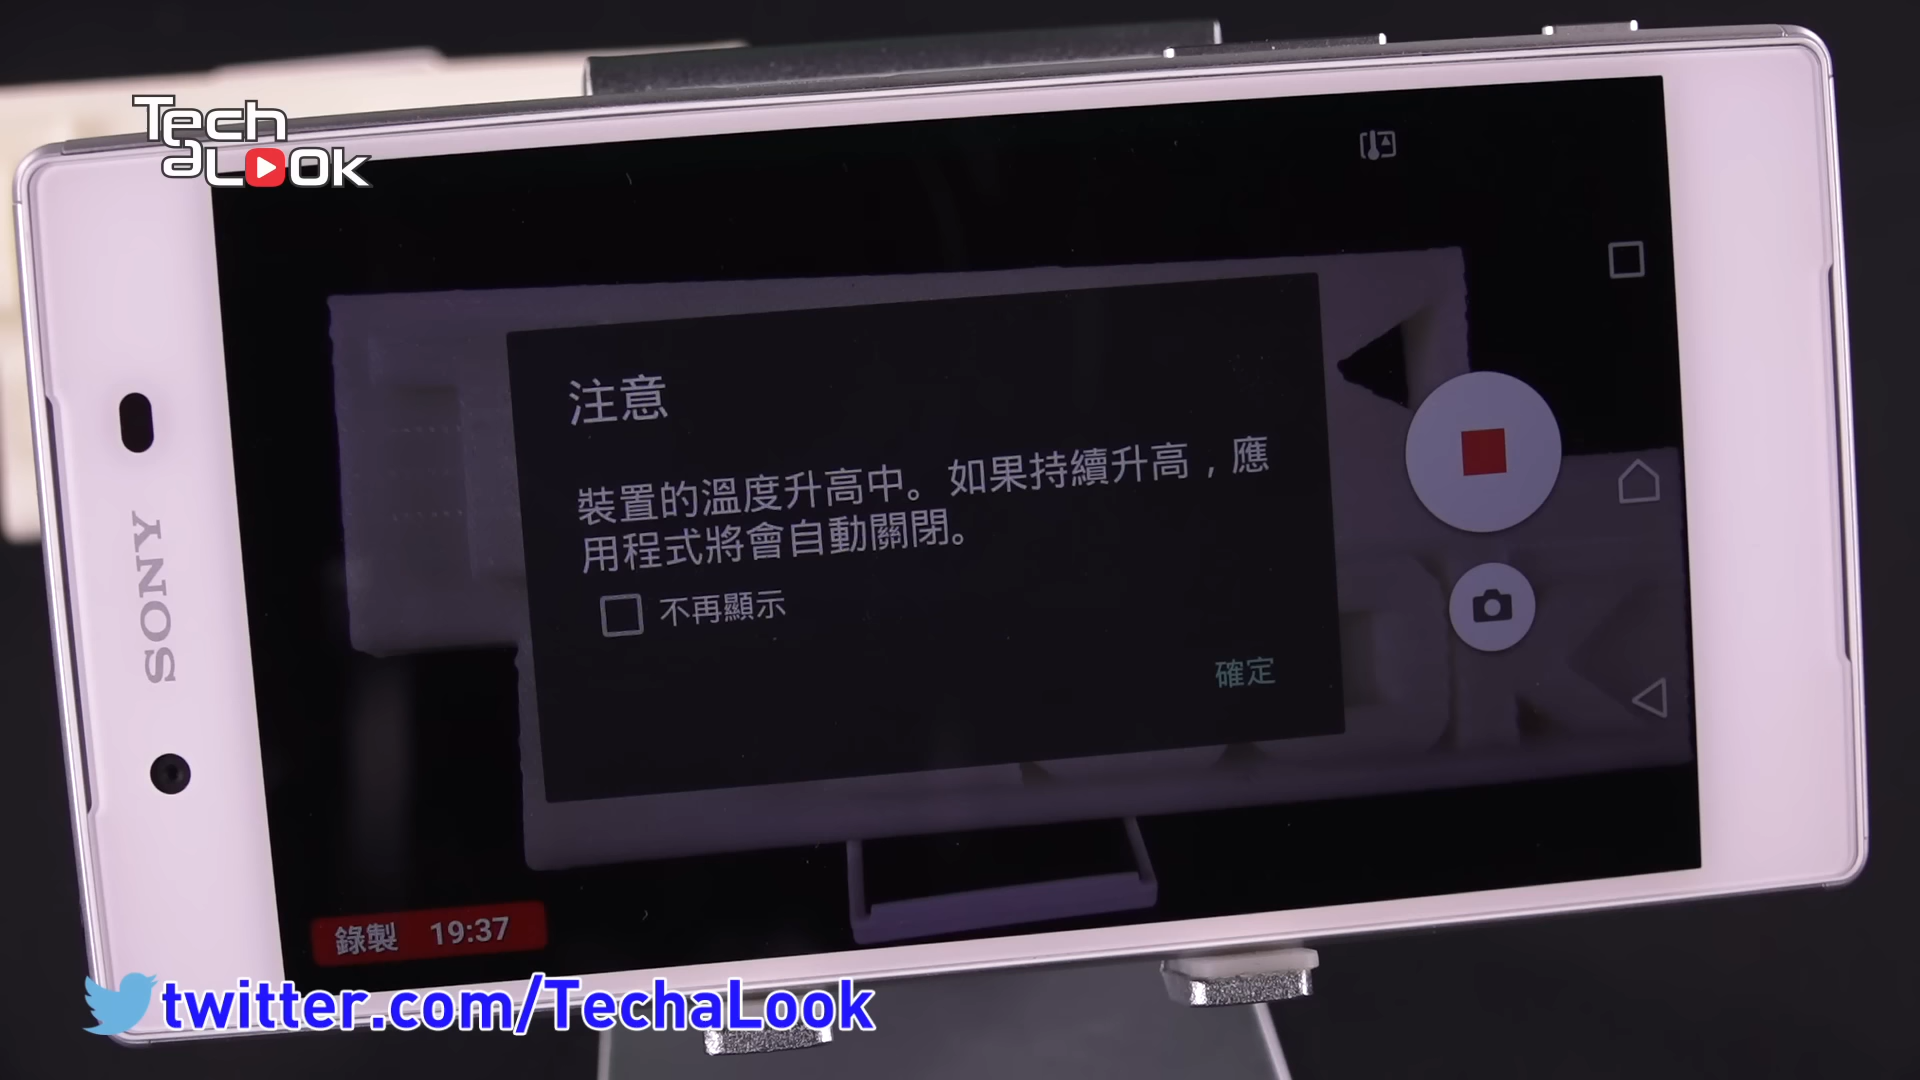 Tech
aLOOK
注意
裝置的溫度升高中。如果持續升高，應
用程式將會自動關閉。
不再顯示
確定
SONY
錄製 19:37
twitter.com/TechaLook